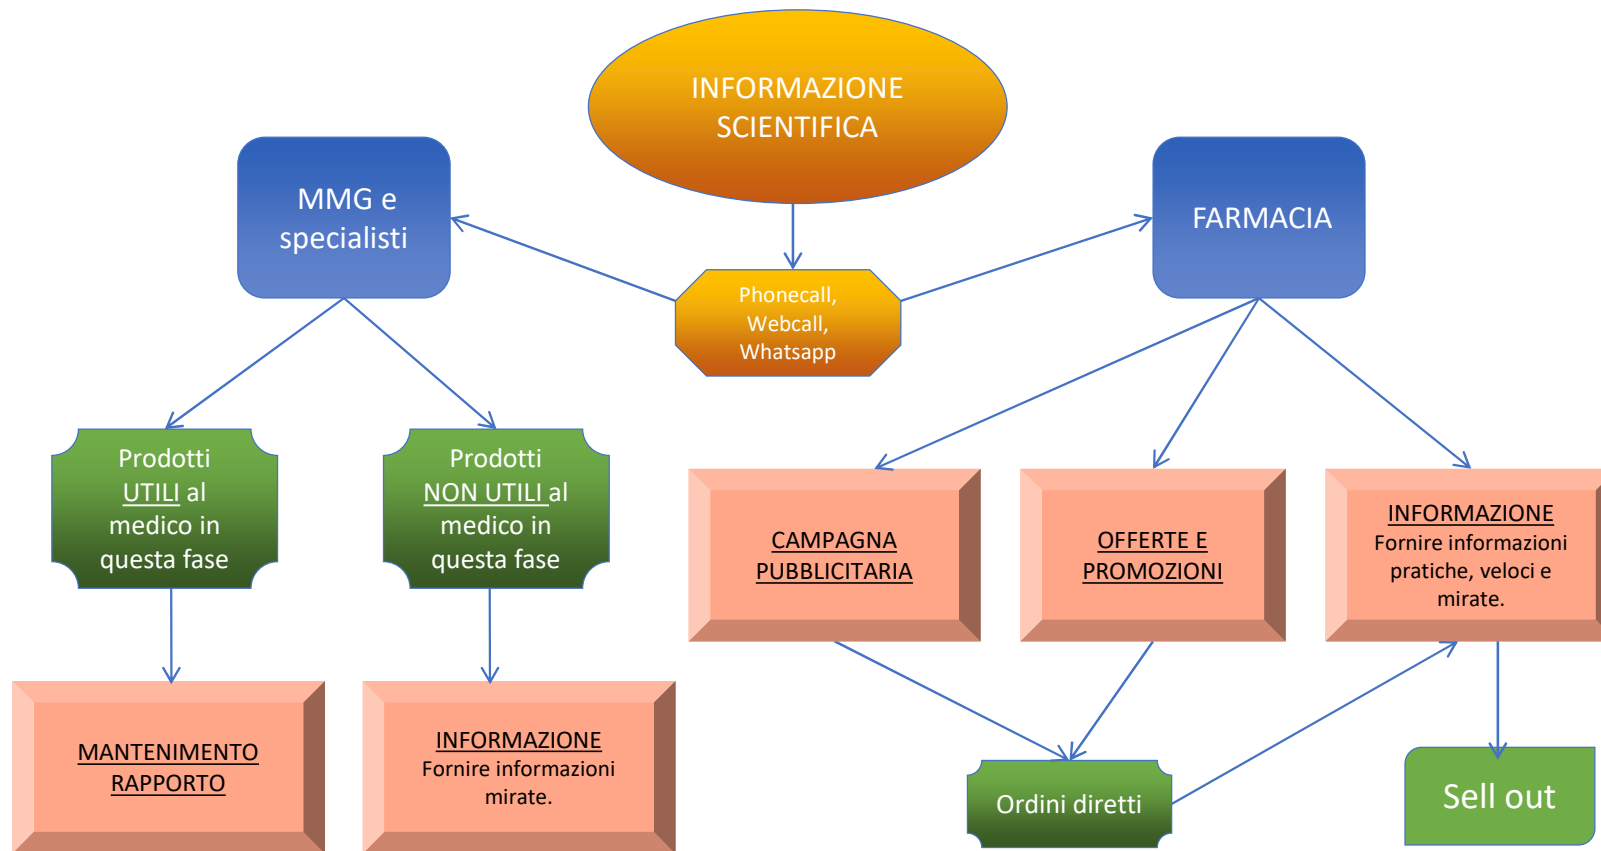 INFORMAZIONE
SCIENTIFICA
MMG e
specialisti
FARMACIA
Phonecall,
Webcall,
Whatsapp
Prodotti
UTILI al
medico in
questa fase
Prodotti
NON UTILI al
medico in
questa fase
CAMPAGNA
PUBBLICITARIA
OFFERTE E
PROMOZIONI
INFORMAZIONE
Fornire informazioni
pratiche, veloci e
mirate.
MANTENIMENTO
RAPPORTO
INFORMAZIONE
Fornire informazioni
mirate.
Ordini diretti
Sell out